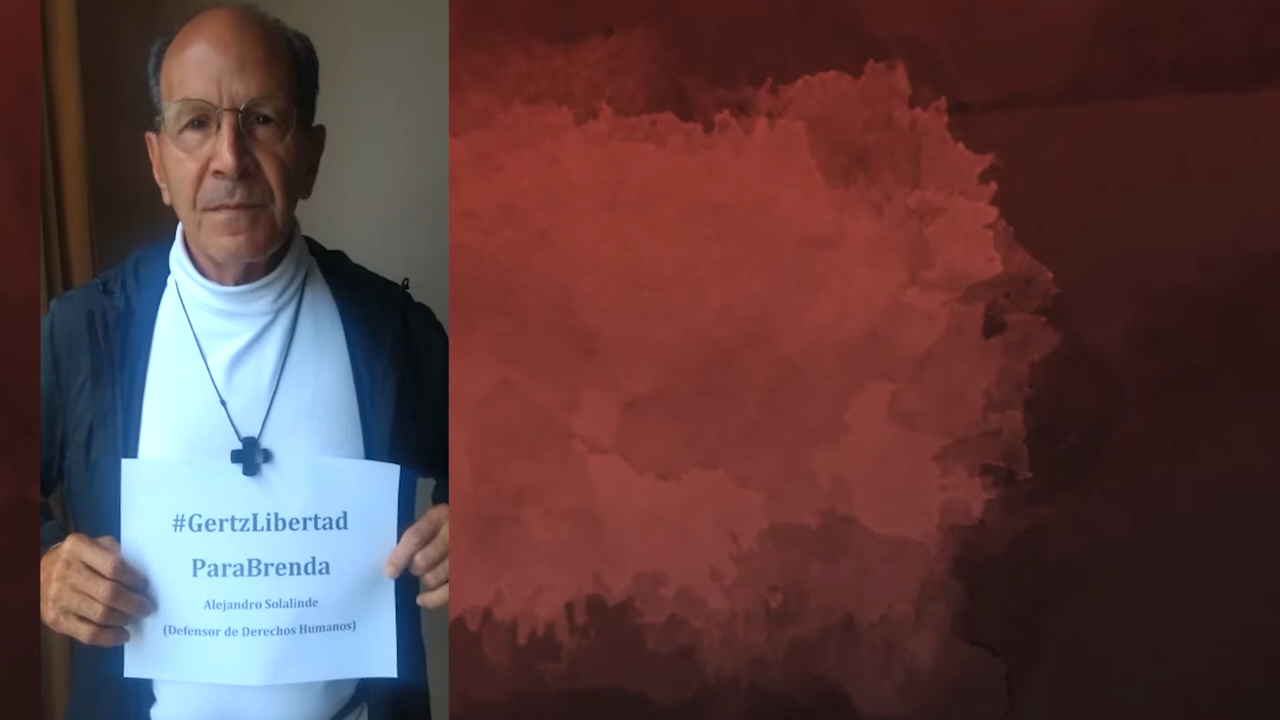 #GertzLibertad
ParaBrenda
Alejandro Solalinde
(Defensor de Derechos Humanos)